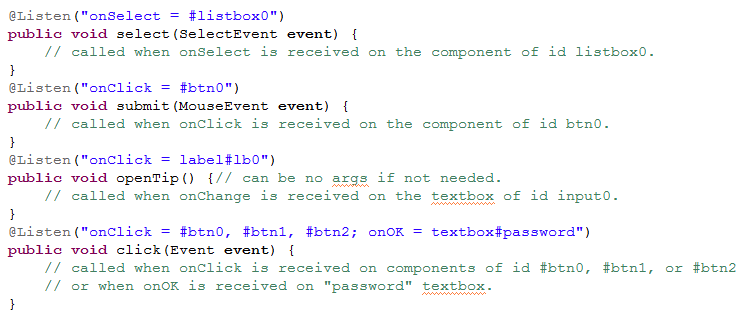 @Listen("onSelect = #listbox0")
public void select(SelectEvent event) {
    // called when onSelect is received on the component of id listbox0.
}
@Listen("onClick = #btn0")
public void submit(MouseEvent event) {
    // called when onClick is received on the component of id btn0.
}
@Listen("onClick = label#lb0")
public void openTip() {// can be no args if not needed.
    // called when onChange is received on the textbox of id input0.
}
@Listen("onClick = #btn0, #btn1, #btn2; onOK = textbox#password")
public void click(Event event) {
    // called when onClick is received on components of id #btn0, #btn1, or #btn2
    // or when onOK is received on "password" textbox.
}